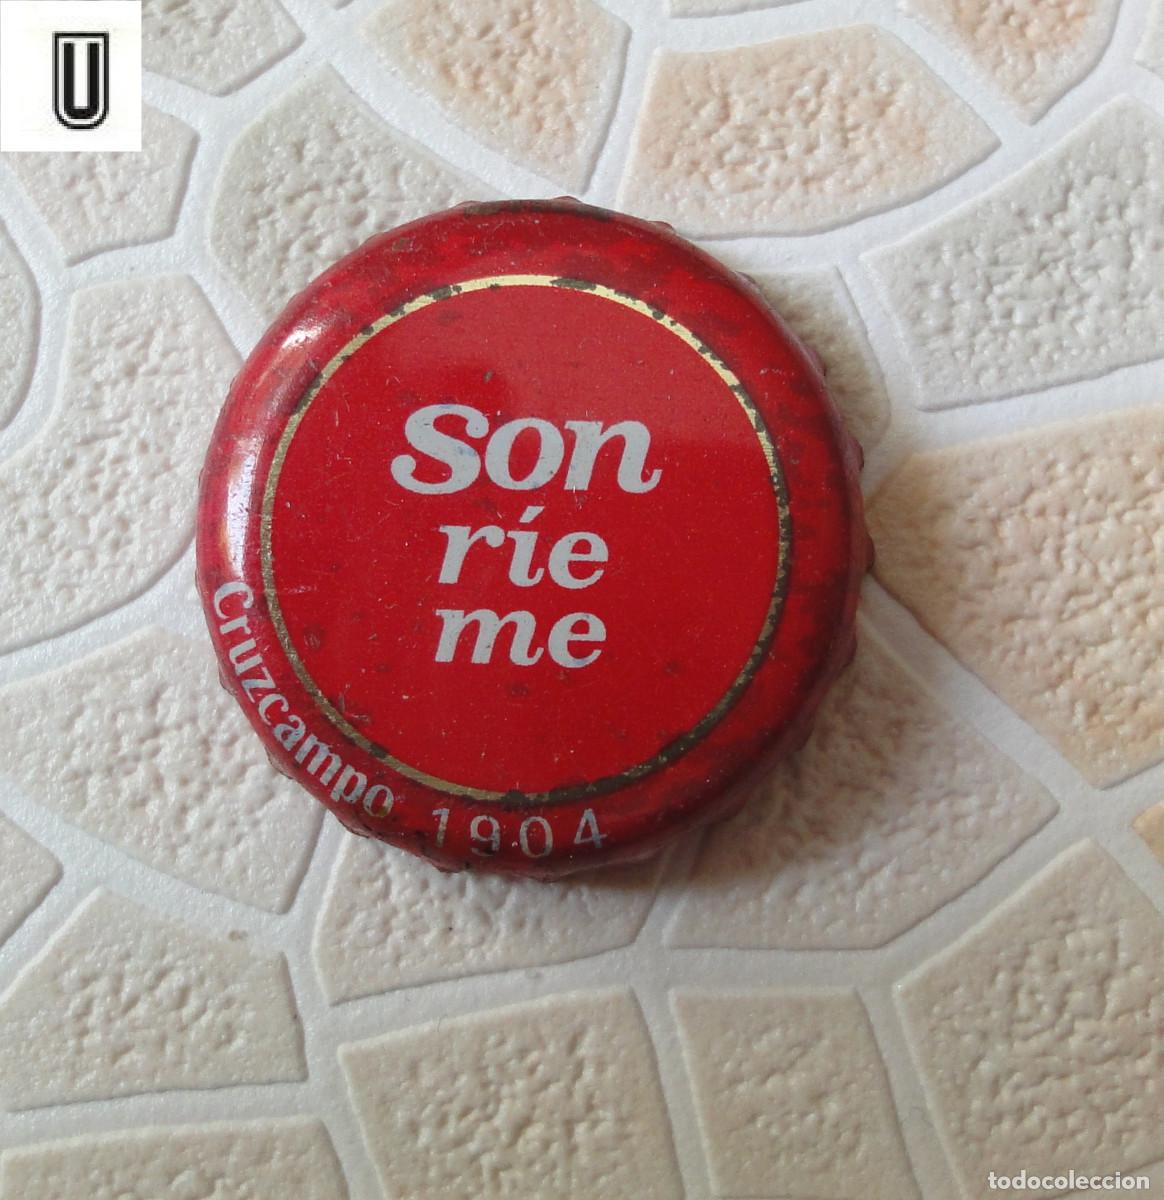 U
Son
ríe
me
Cruzcampo 1904
todocoleccion